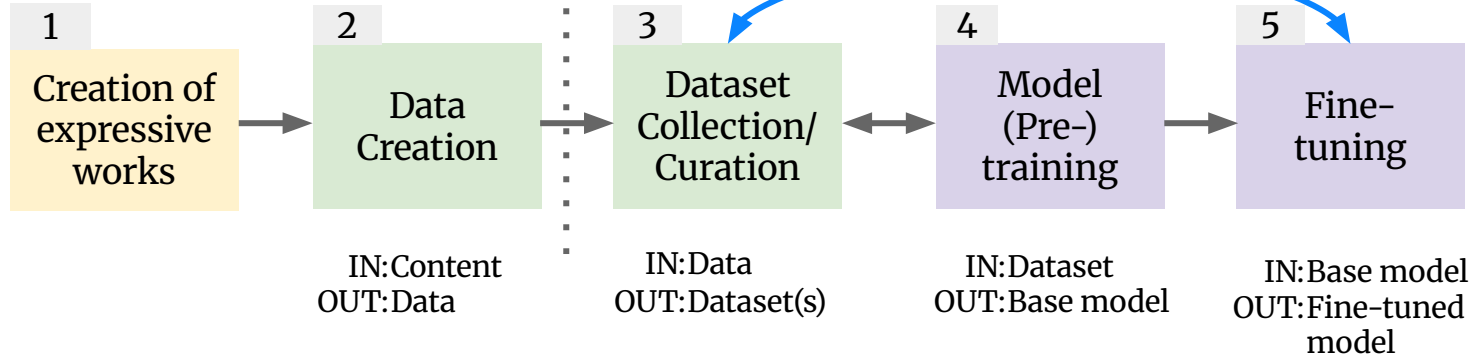 1
Creation of
expressive
works
2
Data
Creation
3
Dataset
Collection/
Curation
4
Model
(Pre-)
training
5
Fine-
tuning
IN:Content
OUT:Data
IN:Data
OUT:Dataset(s)
IN:Dataset
OUT:Base model
IN:Base model
OUT:Fine-tuned
model